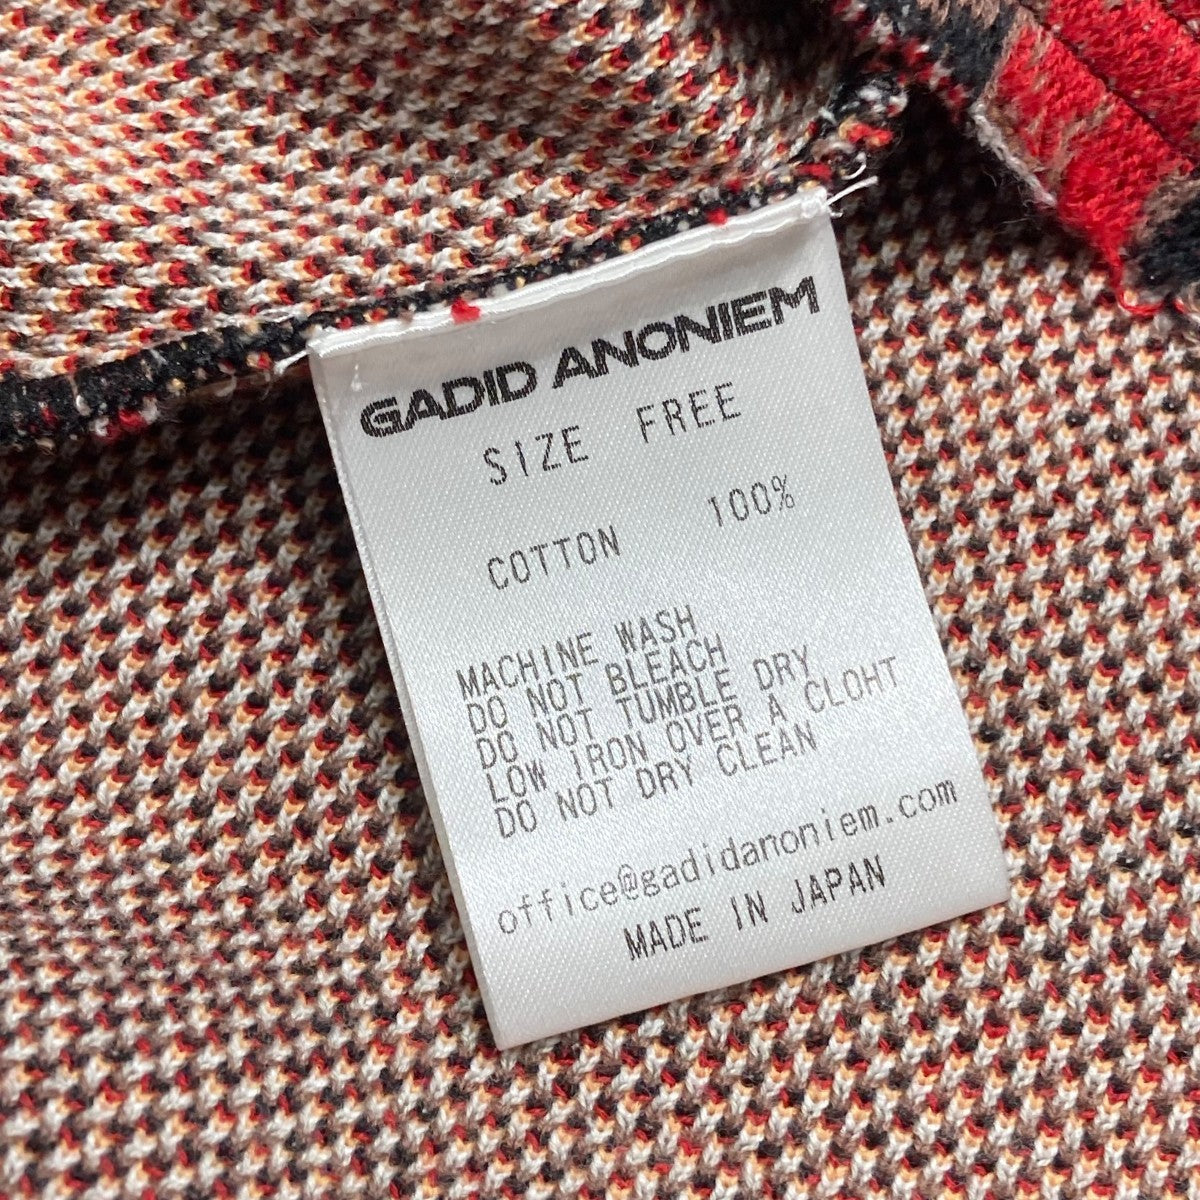 GADID ANONIEM
SIZE FREE
COTTON 100%
MACHINE WASH
DO NOT BLEACH
DO NOT TUMBLE DRY
LOW IRON OVER A CLOHT
DO NOT DRY CLEAN
office@gadidanoniem.com
MADE IN JAPAN